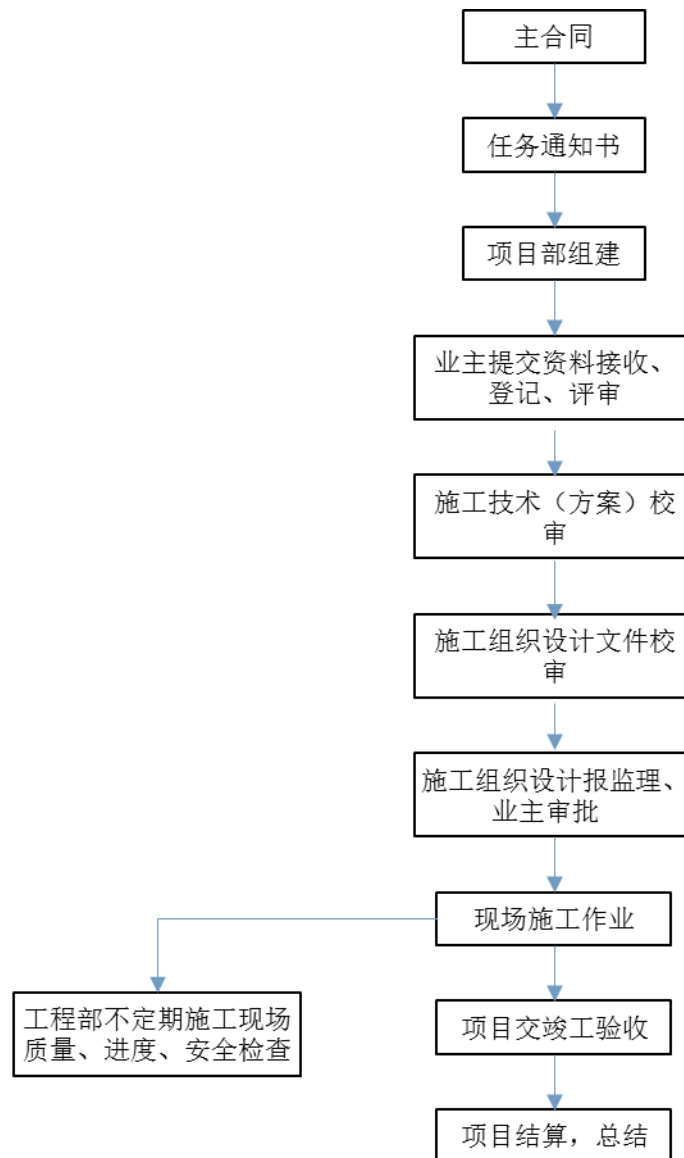 主合同
任务通知书
项目部组建
业主提交资料接收、
登记、评审
施工技术（方案）校
审
施工组织设计文件校
审
施工组织设计报监理、
业主审批
现场施工作业
工程部不定期施工现场
质量、进度、安全检查
项目交竣工验收
项目结算，总结